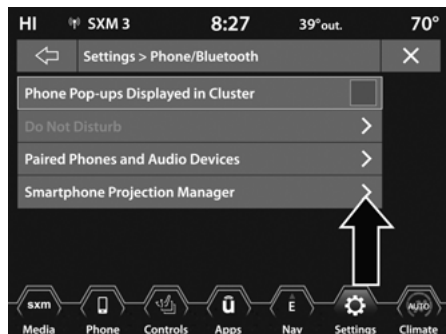 HI SXM 3 8:27 39°out. 70°
Settings > Phone/Bluetooth
Phone Pop-ups Displayed in Cluster
Do Not Disturb
Paired Phones and Audio Devices
Smartphone Projection Manager
sxm û E AUTO
Media Phone Controls Apps Nav Settings Climate